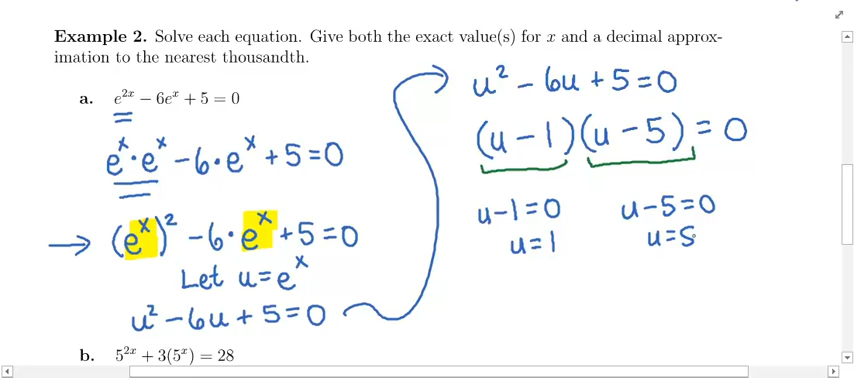 Example 2. Solve each equation. Give both the exact value(s) for x and a decimal approx-
imation to the nearest thousandth.
a. e^{2x} − 6e^x + 5 = 0
e^x · e^x − 6 · e^x + 5 = 0
→ (e^x)^2 − 6 · e^x + 5 = 0
Let u = e^x
u^2 − 6u + 5 = 0
u^2 − 6u + 5 = 0
(u − 1)(u − 5) = 0
u − 1 = 0 u − 5 = 0
u = 1 u = 5
b. 5^{2x} + 3(5^x) = 28